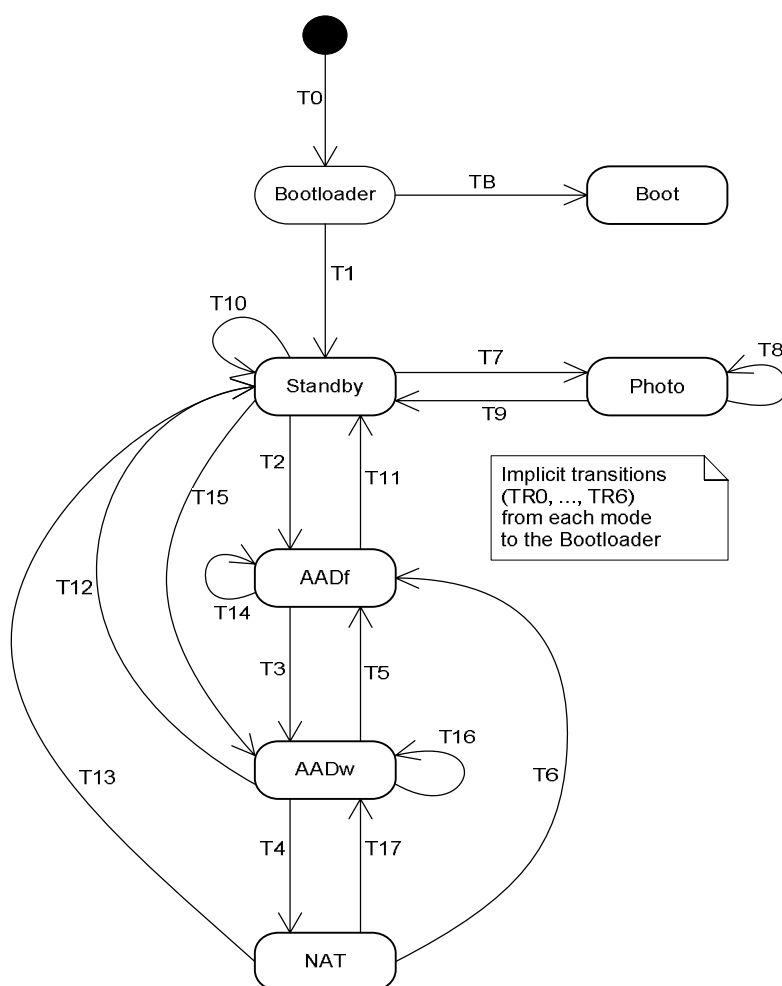 T0
Bootloader
TB
Boot
T1
T10
Standby
T7
Photo
T8
T9
T2
T11
T15
Implicit transitions
(TR0, ..., TR6)
from each mode
to the Bootloader
AADf
T14
T12
T3
T5
AADw
T16
T13
T6
T4
T17
NAT